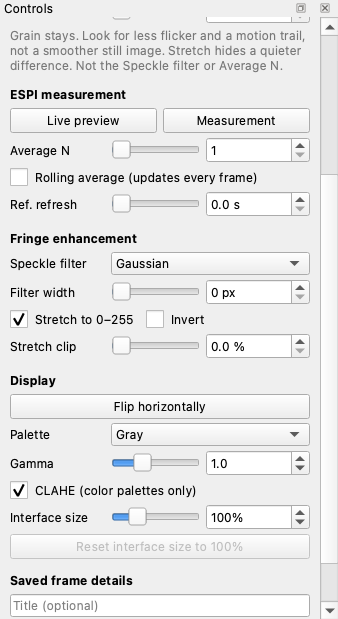 Controls
Grain stays. Look for less flicker and a motion trail,
not a smoother still image. Stretch hides a quieter
difference. Not the Speckle filter or Average N.
ESPI measurement
Live preview Measurement
Average N 1
Rolling average (updates every frame)
Ref. refresh 0.0 s
Fringe enhancement
Speckle filter Gaussian
Filter width 0 px
Stretch to 0–255 Invert
Stretch clip 0.0 %
Display
Flip horizontally
Palette Gray
Gamma 1.0
CLAHE (color palettes only)
Interface size 100%
Reset interface size to 100%
Saved frame details
Title (optional)